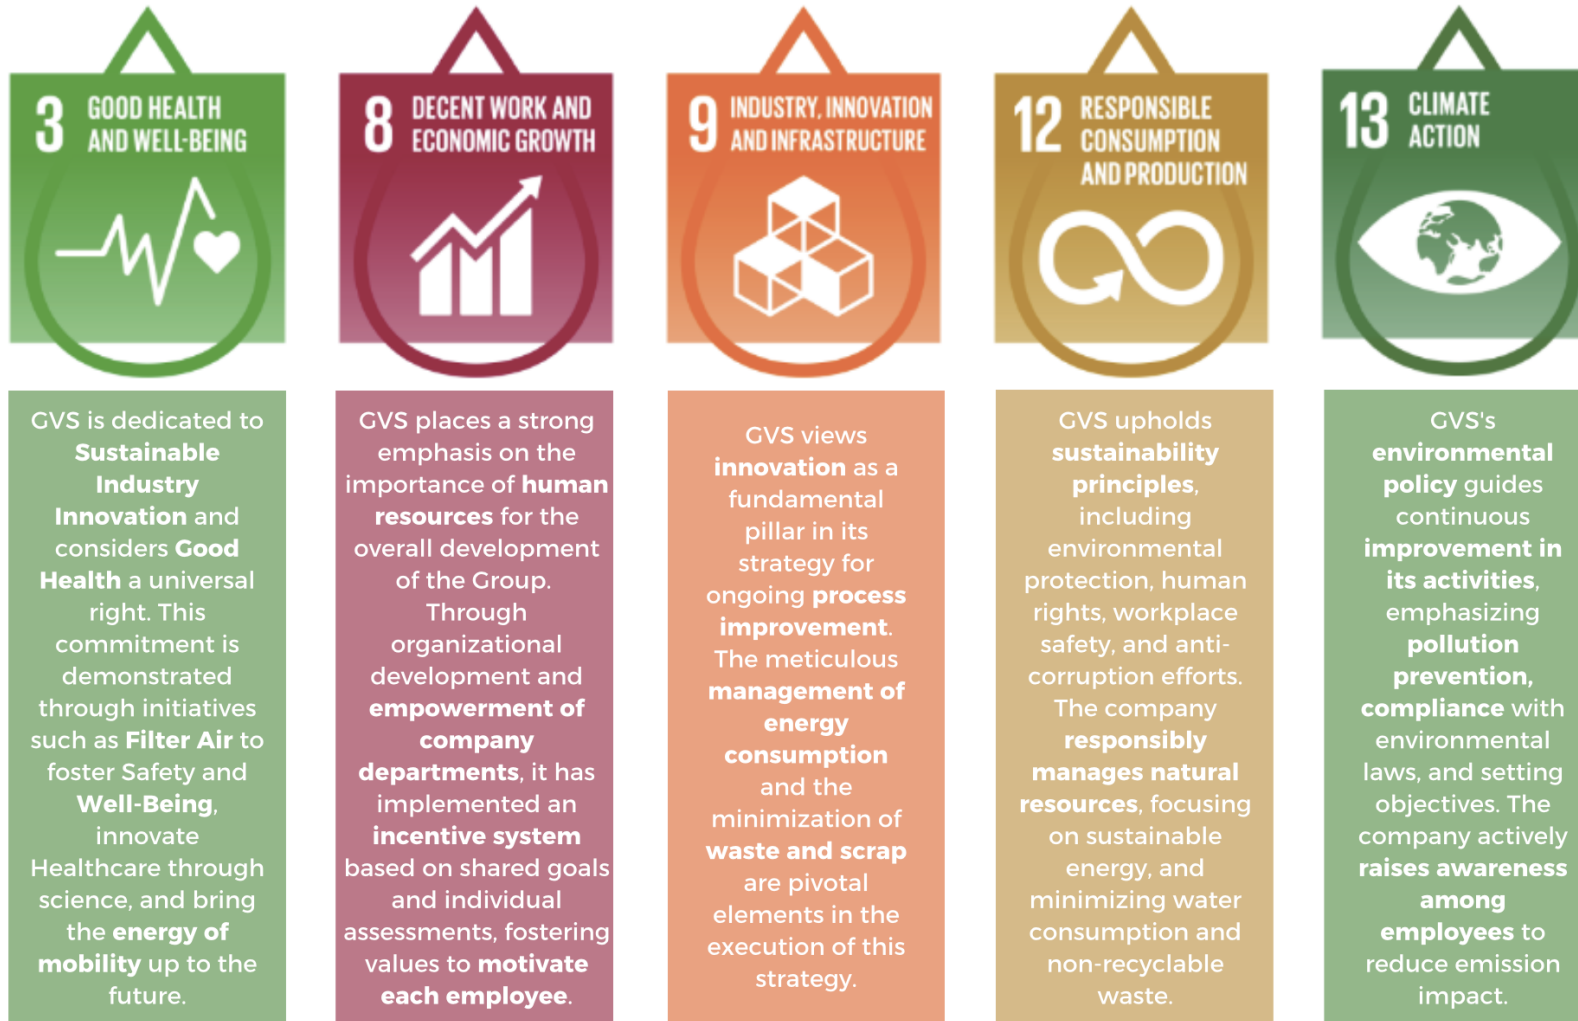 3
GOOD HEALTH
AND WELL-BEING
GVS is dedicated to
Sustainable
Industry
Innovation and
considers Good
Health a universal
right. This
commitment is
demonstrated
through initiatives
such as Filter Air to
foster Safety and
Well-Being,
innovate
Healthcare through
science, and bring
the energy of
mobility up to the
future.
8
DECENT WORK AND
ECONOMIC GROWTH
GVS places a strong
emphasis on the
importance of human
resources for the
overall development
of the Group.
Through
organizational
development and
empowerment of
company
departments, it has
implemented an
incentive system
based on shared goals
and individual
assessments, fostering
values to motivate
each employee.
9
INDUSTRY, INNOVATION
AND INFRASTRUCTURE
GVS views
innovation as a
fundamental
pillar in its
strategy for
ongoing process
improvement.
The meticulous
management of
energy
consumption
and the
minimization of
waste and scrap
are pivotal
elements in the
execution of this
strategy.
12
RESPONSIBLE
CONSUMPTION
AND PRODUCTION
GVS upholds
sustainability
principles,
including
environmental
protection, human
rights, workplace
safety, and anti-
corruption efforts.
The company
responsibly
manages natural
resources, focusing
on sustainable
energy, and
minimizing water
consumption and
non-recyclable
waste.
13
CLIMATE
ACTION
GVS's
environmental
policy guides
continuous
improvement in
its activities,
emphasizing
pollution
prevention,
compliance with
environmental
laws, and setting
objectives. The
company actively
raises awareness
among
employees to
reduce emission
impact.